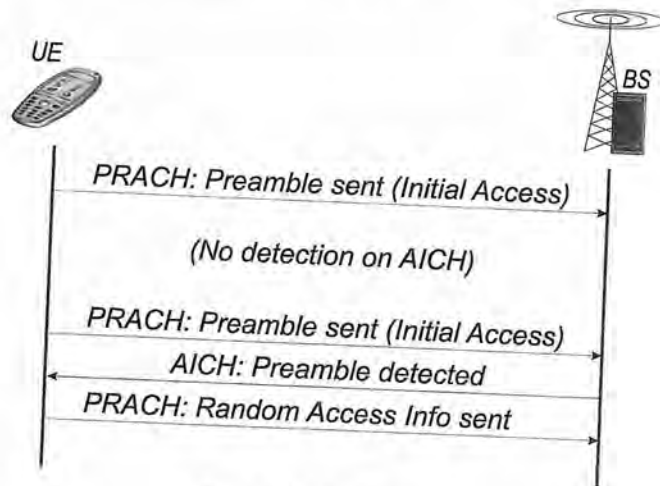 UE
BS
PRACH: Preamble sent (Initial Access)
(No detection on AICH)
PRACH: Preamble sent (Initial Access)
AICH: Preamble detected
PRACH: Random Access Info sent